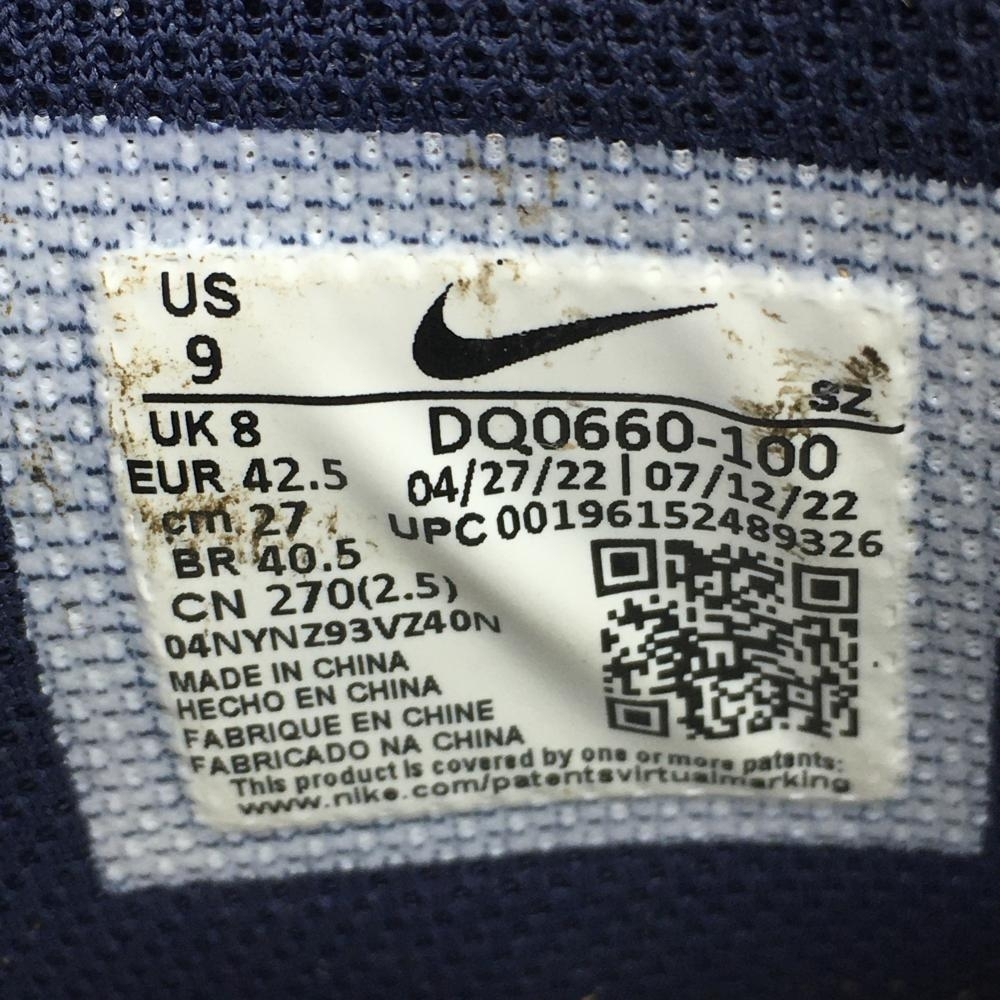 US
9
SZ
UK 8
EUR 42.5
cm 27
BR 40.5
CN 270(2.5)
04NYNZ93VZ40N
DQ0660-100
04/27/22 | 07/12/22
UPC 00196152489326
MADE IN CHINA
HECHO EN CHINA
FABRIQUE EN CHINE
FABRICADO NA CHINA
This product is covered by one or more patents:
www.nike.com/patentsvirtualmarking